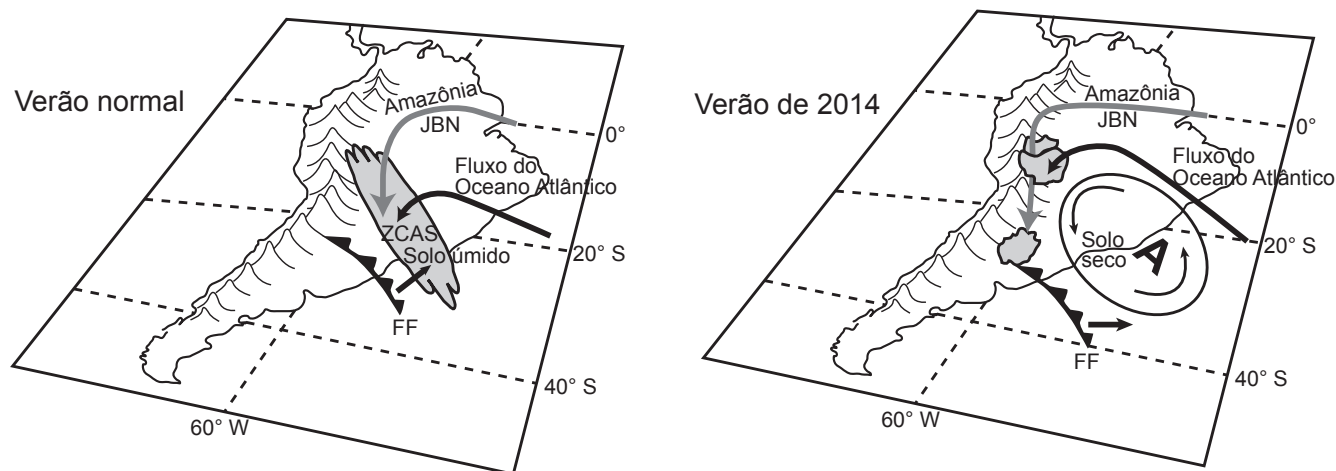 Verão normal
Amazônia
JBN
0°
Fluxo do
Oceano Atlântico
20° S
ZCAS
Solo úmido
FF
40° S
60° W
Verão de 2014
Amazônia
JBN
0°
Fluxo do
Oceano Atlântico
20° S
Solo
seco
A
FF
40° S
60° W